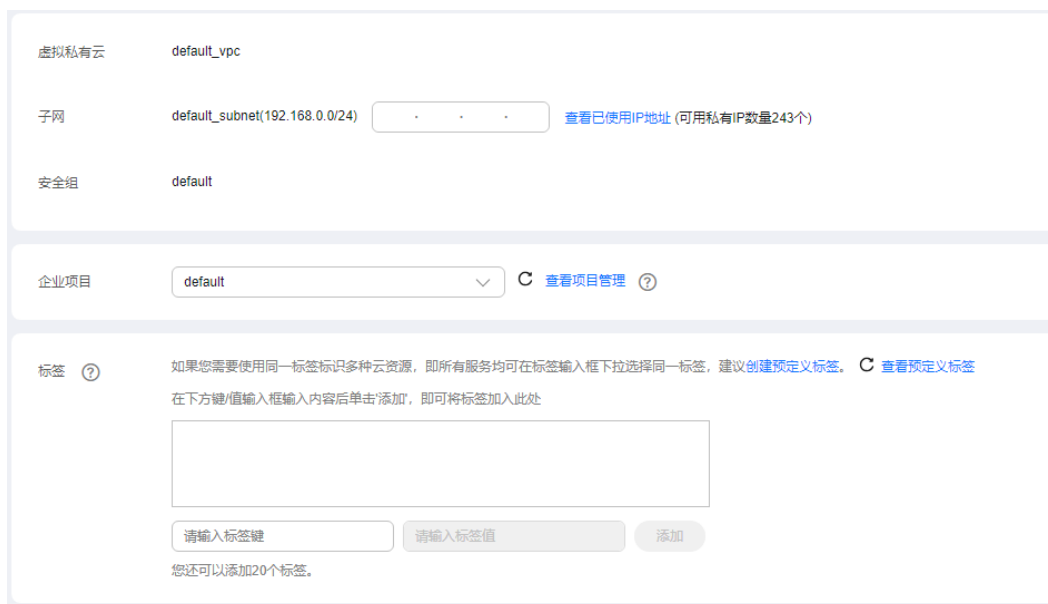 虚拟私有云 default_vpc
子网 default_subnet(192.168.0.0/24) . . . 查看已使用IP地址 (可用私有IP数量243个)
安全组 default
企业项目 default 查看项目管理 ?
标签 ? 如果您需要使用同一标签标识多种云资源，即所有服务均可在标签输入框下拉选择同一标签，建议创建预定义标签。 查看预定义标签
在下方键/值输入框输入内容后单击'添加'，即可将标签加入此处
请输入标签键 请输入标签值 添加
您还可以添加20个标签。